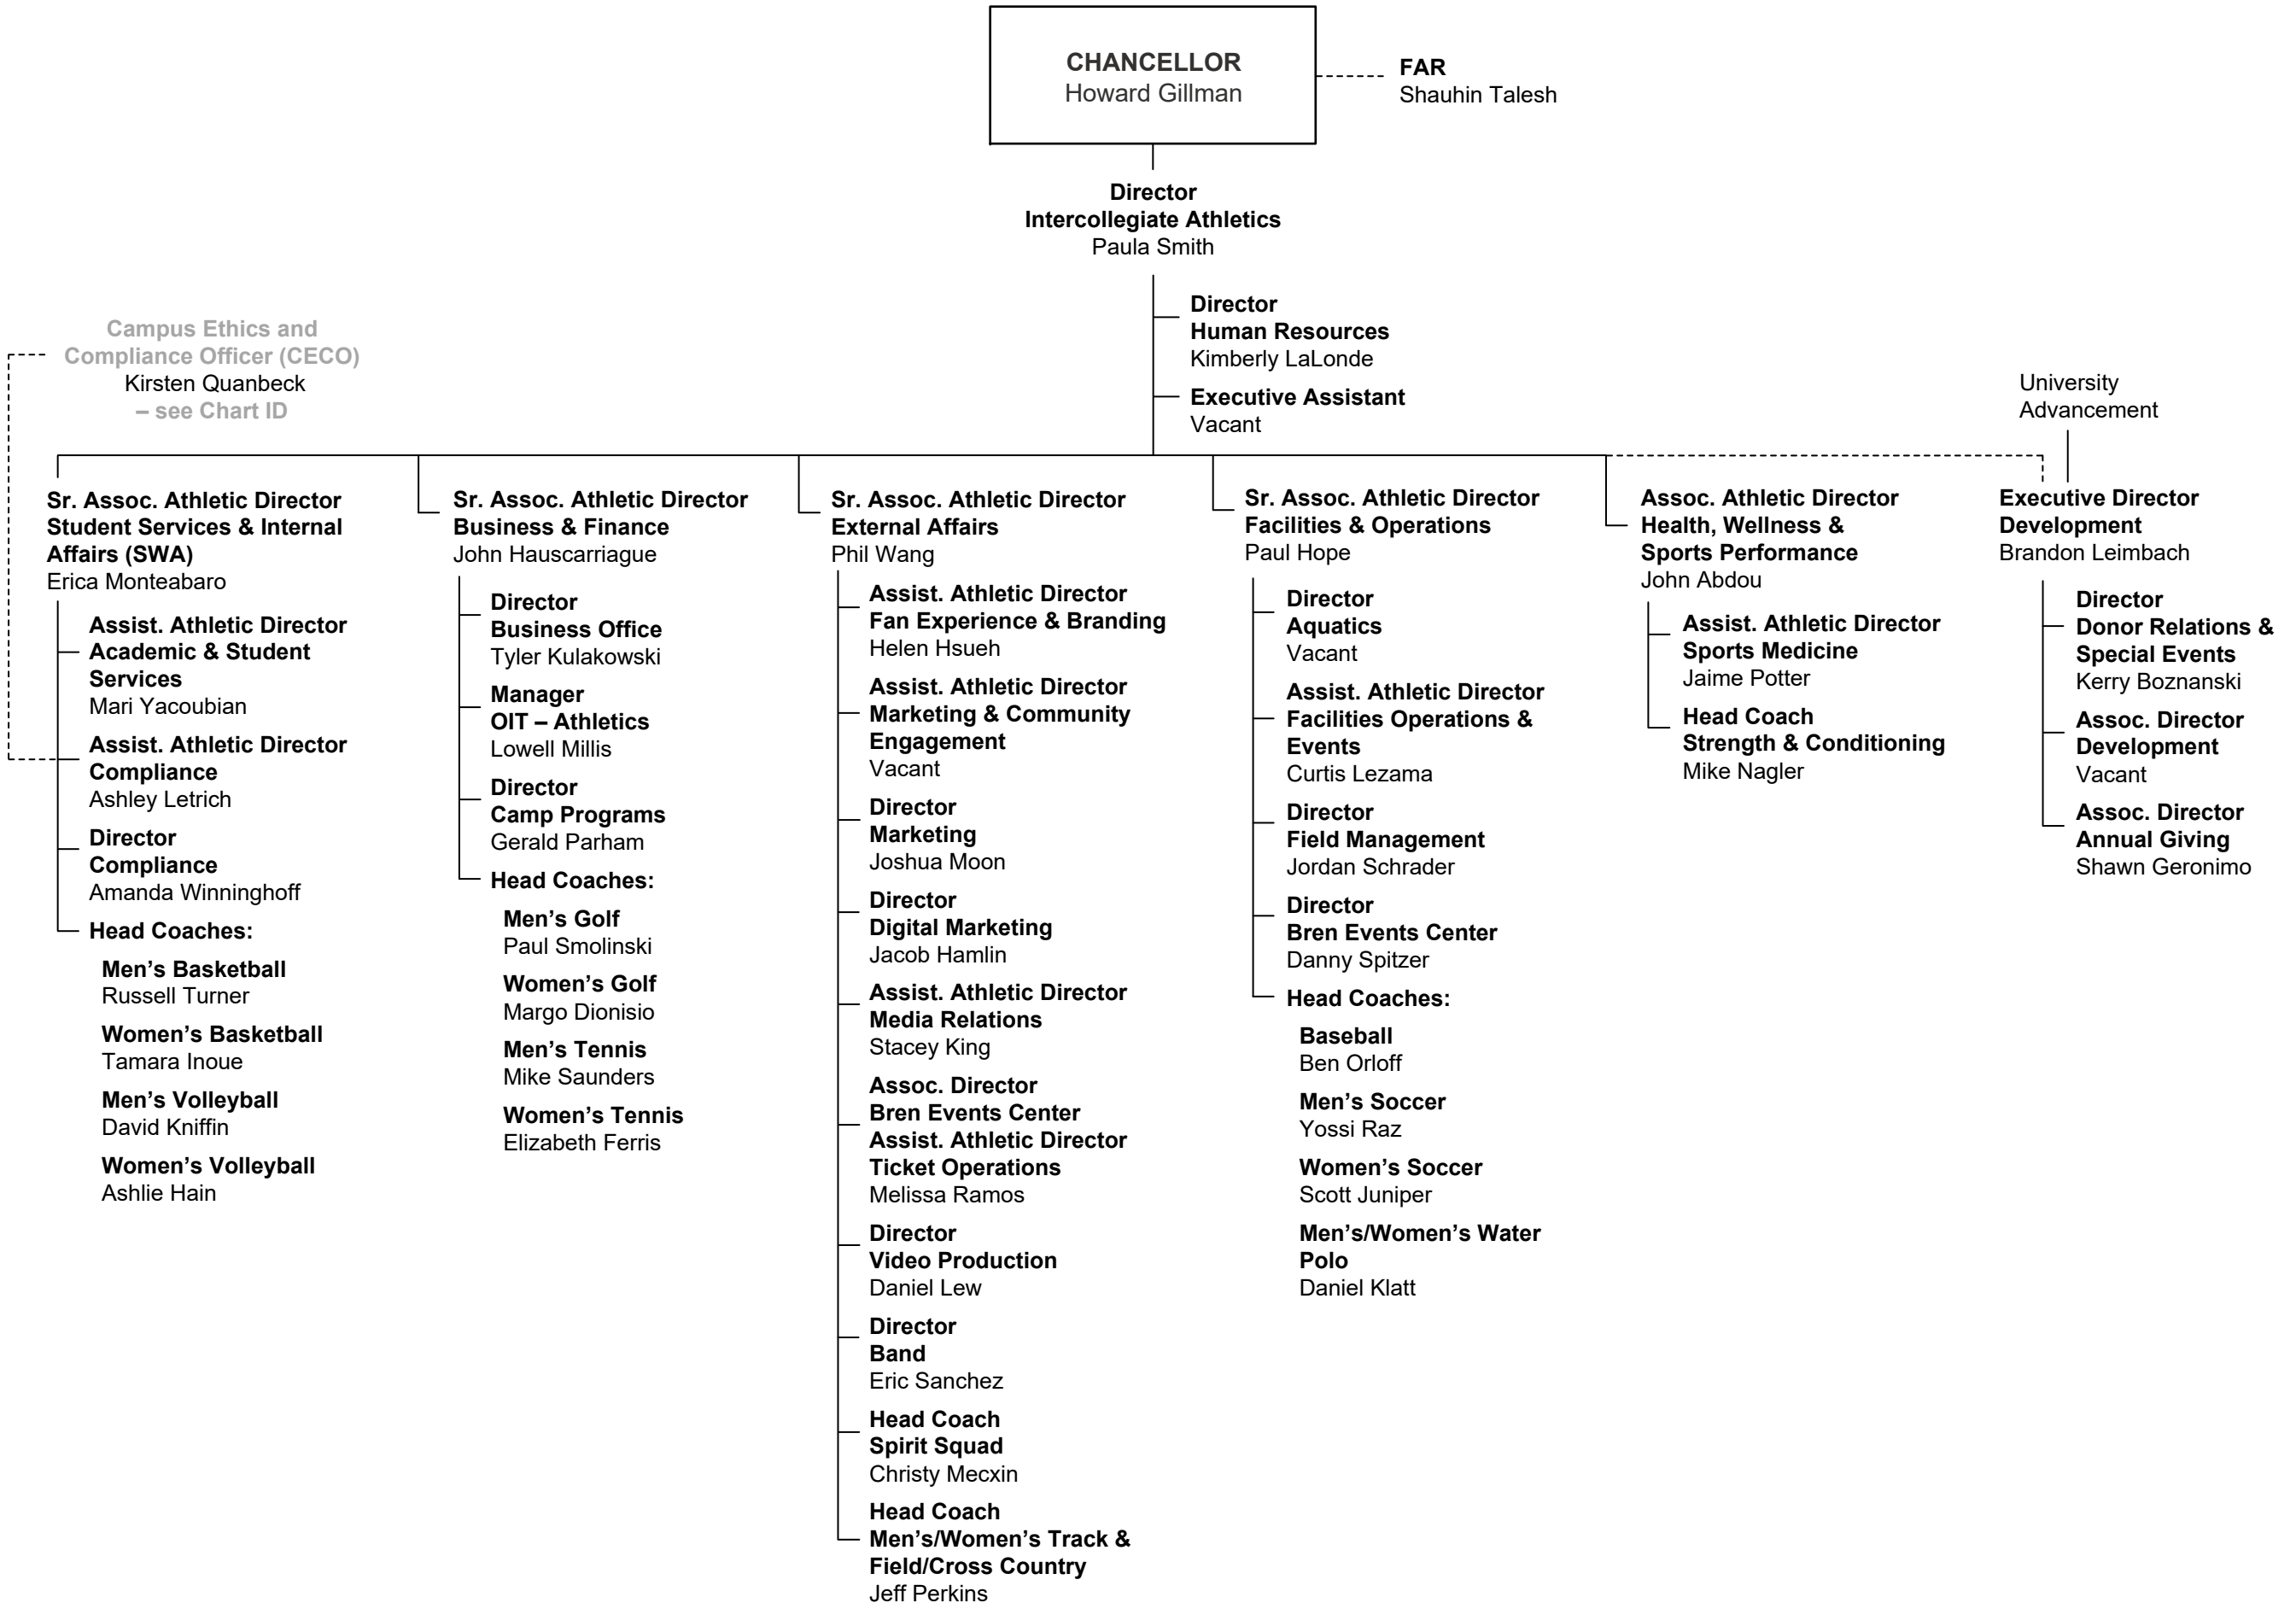 CHANCELLOR
Howard Gillman
FAR
Shauhin Talesh
Director
Intercollegiate Athletics
Paula Smith
Director
Human Resources
Kimberly LaLonde
Executive Assistant
Vacant
Campus Ethics and
Compliance Officer (CECO)
Kirsten Quanbeck
– see Chart ID
University
Advancement
Sr. Assoc. Athletic Director
Student Services & Internal
Affairs (SWA)
Erica Monteabaro
Assist. Athletic Director
Academic & Student
Services
Mari Yacoubian
Assist. Athletic Director
Compliance
Ashley Letrich
Director
Compliance
Amanda Winninghoff
Head Coaches:
Men’s Basketball
Russell Turner
Women’s Basketball
Tamara Inoue
Men’s Volleyball
David Kniffin
Women’s Volleyball
Ashlie Hain
Sr. Assoc. Athletic Director
Business & Finance
John Hauscarriague
Director
Business Office
Tyler Kulakowski
Manager
OIT – Athletics
Lowell Millis
Director
Camp Programs
Gerald Parham
Head Coaches:
Men’s Golf
Paul Smolinski
Women’s Golf
Margo Dionisio
Men’s Tennis
Mike Saunders
Women’s Tennis
Elizabeth Ferris
Sr. Assoc. Athletic Director
External Affairs
Phil Wang
Assist. Athletic Director
Fan Experience & Branding
Helen Hsueh
Assist. Athletic Director
Marketing & Community
Engagement
Vacant
Director
Marketing
Joshua Moon
Director
Digital Marketing
Jacob Hamlin
Assist. Athletic Director
Media Relations
Stacey King
Assoc. Director
Bren Events Center
Assist. Athletic Director
Ticket Operations
Melissa Ramos
Director
Video Production
Daniel Lew
Director
Band
Eric Sanchez
Head Coach
Spirit Squad
Christy Mecxin
Head Coach
Men’s/Women’s Track &
Field/Cross Country
Jeff Perkins
Sr. Assoc. Athletic Director
Facilities & Operations
Paul Hope
Director
Aquatics
Vacant
Assist. Athletic Director
Facilities Operations &
Events
Curtis Lezama
Director
Field Management
Jordan Schrader
Director
Bren Events Center
Danny Spitzer
Head Coaches:
Baseball
Ben Orloff
Men’s Soccer
Yossi Raz
Women’s Soccer
Scott Juniper
Men’s/Women’s Water
Polo
Daniel Klatt
Assoc. Athletic Director
Health, Wellness &
Sports Performance
John Abdou
Assist. Athletic Director
Sports Medicine
Jaime Potter
Head Coach
Strength & Conditioning
Mike Nagler
Executive Director
Development
Brandon Leimbach
Director
Donor Relations &
Special Events
Kerry Boznanski
Assoc. Director
Development
Vacant
Assoc. Director
Annual Giving
Shawn Geronimo